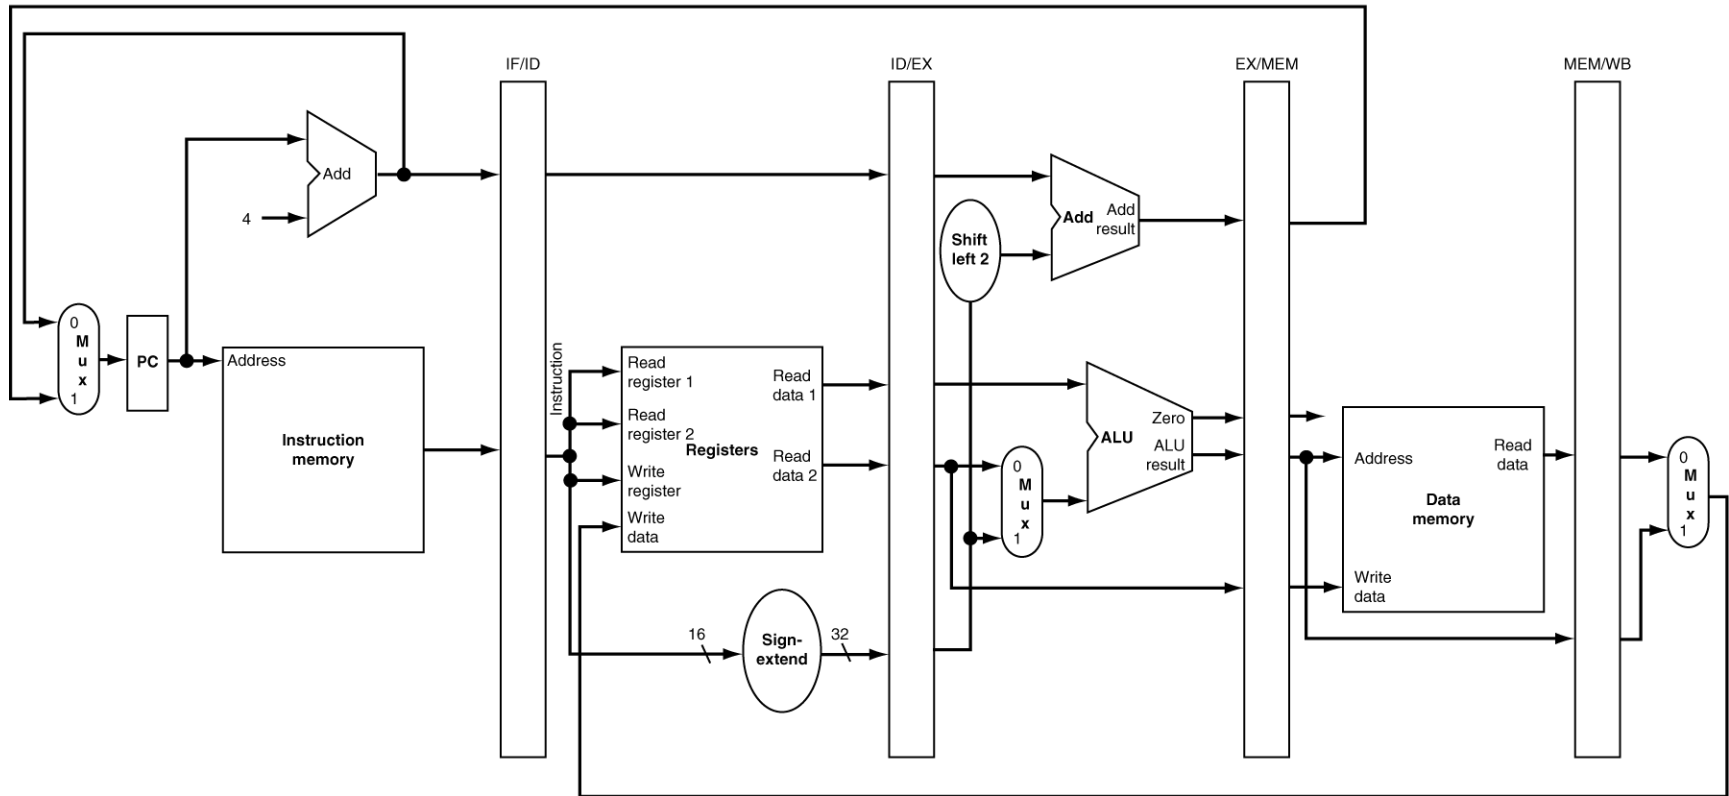 IF/ID
ID/EX
EX/MEM
MEM/WB
Add
4
Add
Add
result
Shift
left 2
0
M
u
x
1
PC
Address
Instruction
memory
Instruction
Read
register 1
Read
register 2
Write
register
Write
data
Registers
Read
data 1
Read
data 2
16
Sign-
extend
32
0
M
u
x
1
Zero
ALU
ALU
result
Address
Read
data
Data
memory
Write
data
0
M
u
x
1